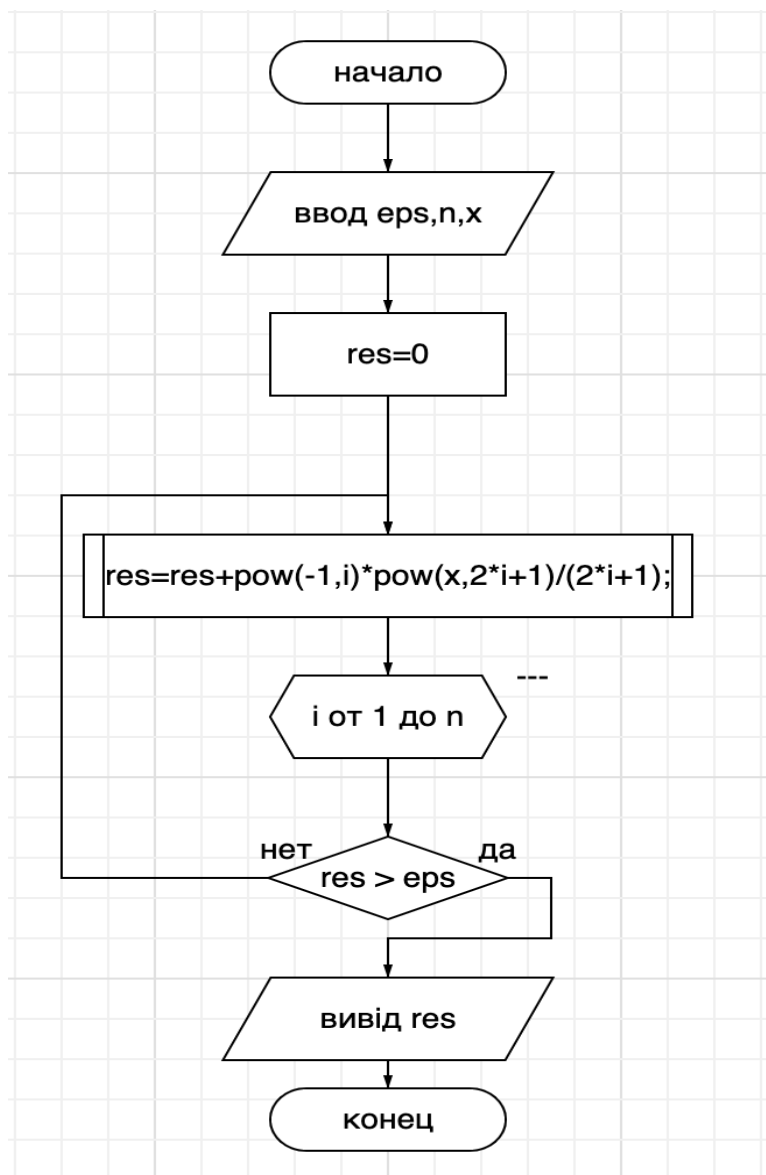 начало
ввод eps,n,x
res=0
res=res+pow(-1,i)*pow(x,2*i+1)/(2*i+1);
---
i от 1 до n
нет
да
res > eps
вивід res
конец